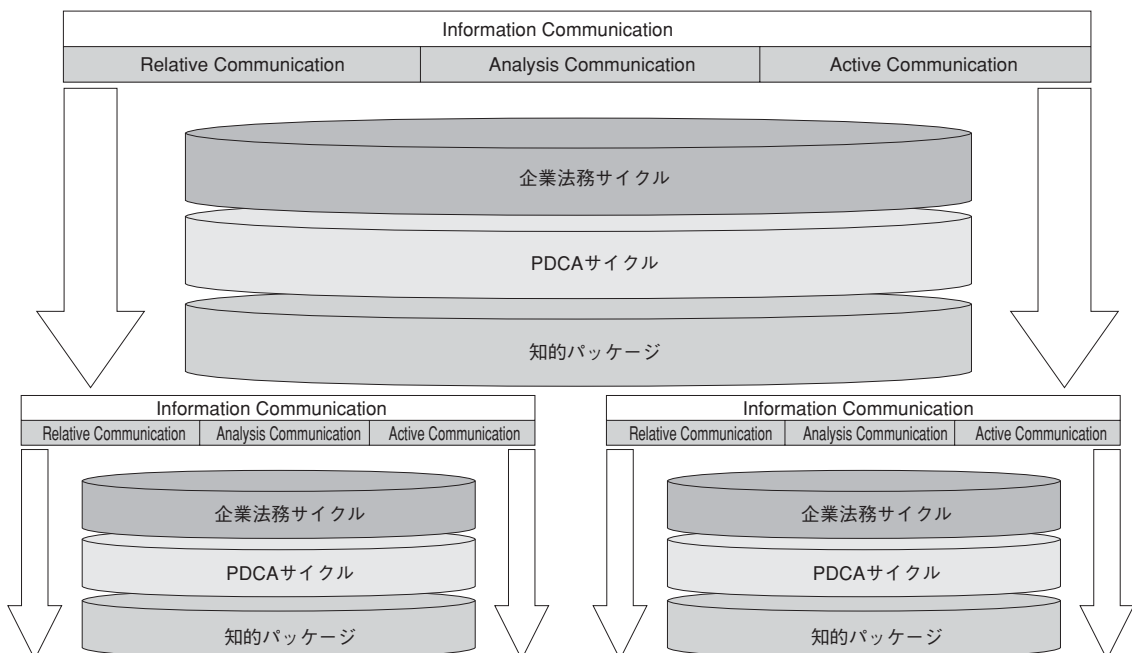 Information Communication
Relative Communication Analysis Communication Active Communication
企業法務サイクル
PDCAサイクル
知的パッケージ
Information Communication
Relative Communication Analysis Communication Active Communication
企業法務サイクル
PDCAサイクル
知的パッケージ
Information Communication
Relative Communication Analysis Communication Active Communication
企業法務サイクル
PDCAサイクル
知的パッケージ